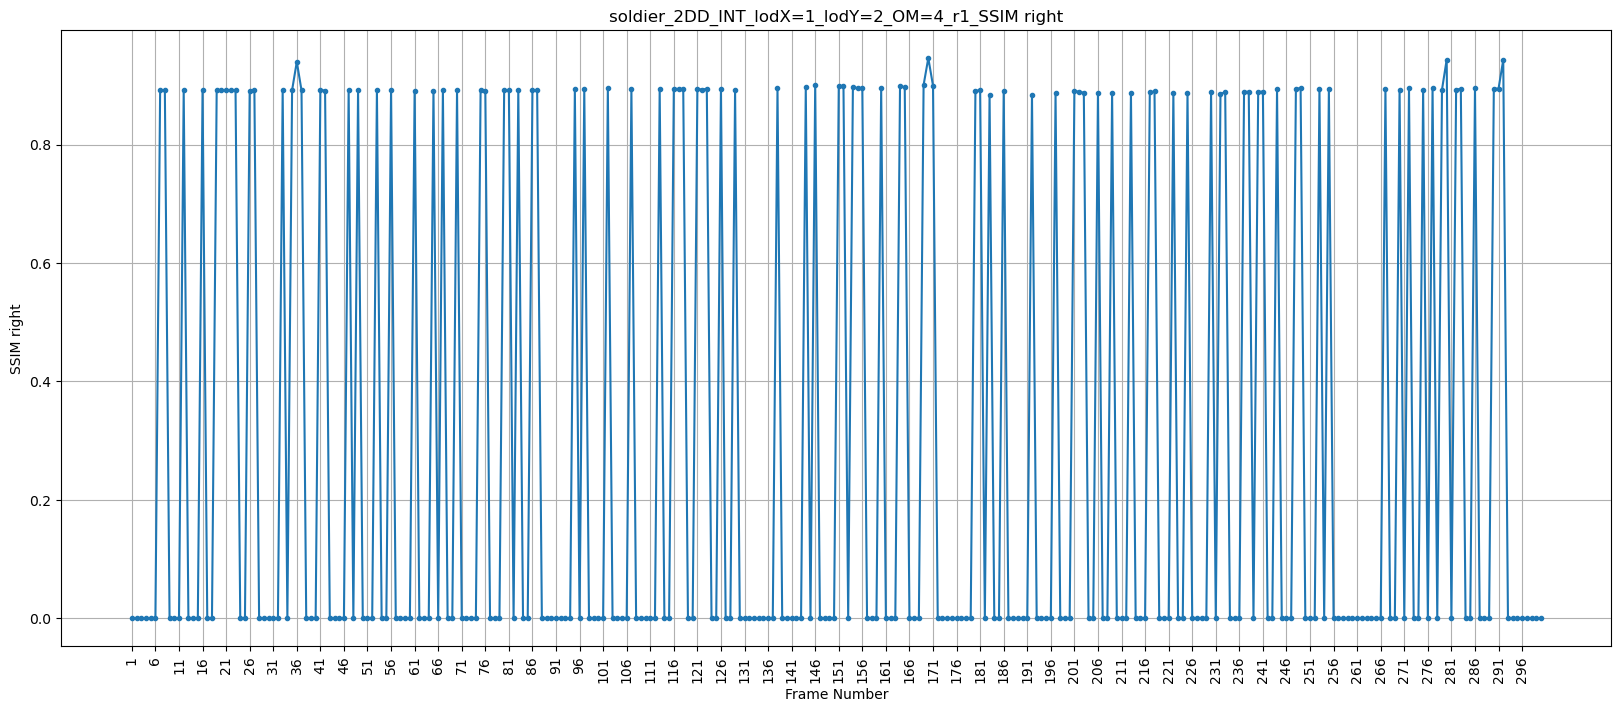 soldier_2DD_INT_lodX=1_lodY=2_OM=4_r1_SSIM right
SSIM right
0.8
0.6
0.4
0.2
0.0
1 6 11 16 21 26 31 36 41 46 51 56 61 66 71 76 81 86 91 96 101 106 111 116 121 126 131 136 141 146 151 156 161 166 171 176 181 186 191 196 201 206 211 216 221 226 231 236 241 246 251 256 261 266 271 276 281 286 291 296
Frame Number